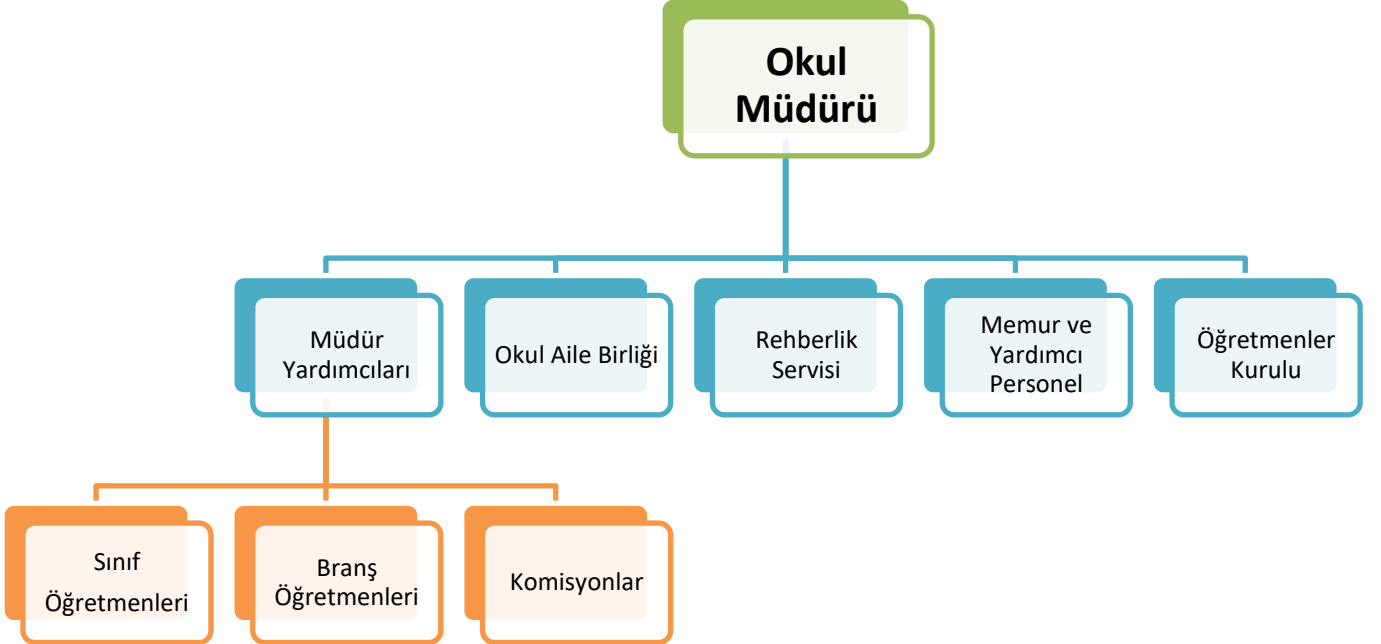 Okul
Müdürü
Müdür
Yardımcıları
Okul Aile Birliği
Rehberlik
Servisi
Memur ve
Yardımcı
Personel
Öğretmenler
Kurulu
Sınıf
Öğretmenleri
Branş
Öğretmenleri
Komisyonlar